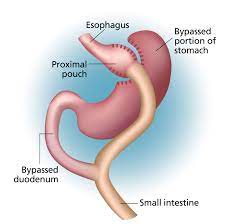 Esophagus
Bypassed
portion of
stomach
Proximal
pouch
Bypassed
duodenum
Small intestine